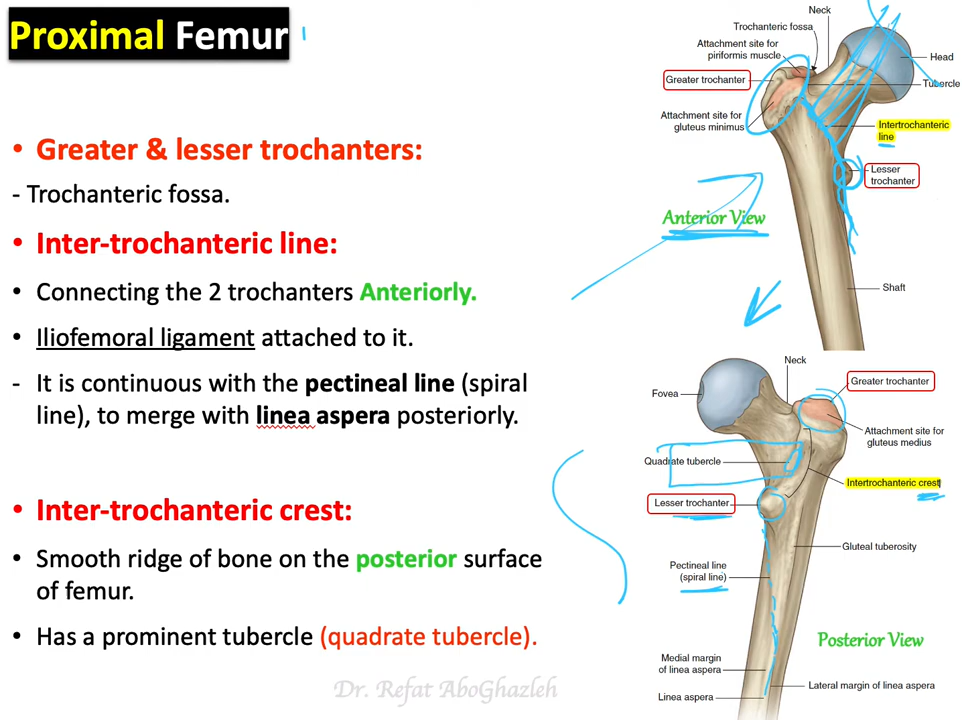 Proximal Femur
• Greater & lesser trochanters:
- Trochanteric fossa.
• Inter-trochanteric line:
• Connecting the 2 trochanters Anteriorly.
• Iliofemoral ligament attached to it.
- It is continuous with the pectineal line (spiral
line), to merge with linea aspera posteriorly.
• Inter-trochanteric crest:
• Smooth ridge of bone on the posterior surface
of femur.
• Has a prominent tubercle (quadrate tubercle).
Neck
Trochanteric fossa
Attachment site for
piriformis muscle
Head
Greater trochanter
Tubercle
Attachment site for
gluteus minimus
Intertrochanteric
line
Lesser
trochanter
Anterior View
Shaft
Neck
Greater trochanter
Fovea
Attachment site for
gluteus medius
Quadrate tubercle
Intertrochanteric crest
Lesser trochanter
Gluteal tuberosity
Pectineal line
(spiral line)
Posterior View
Medial margin
of linea aspera
Lateral margin of linea aspera
Linea aspera
Dr. Refat AboGhazleh